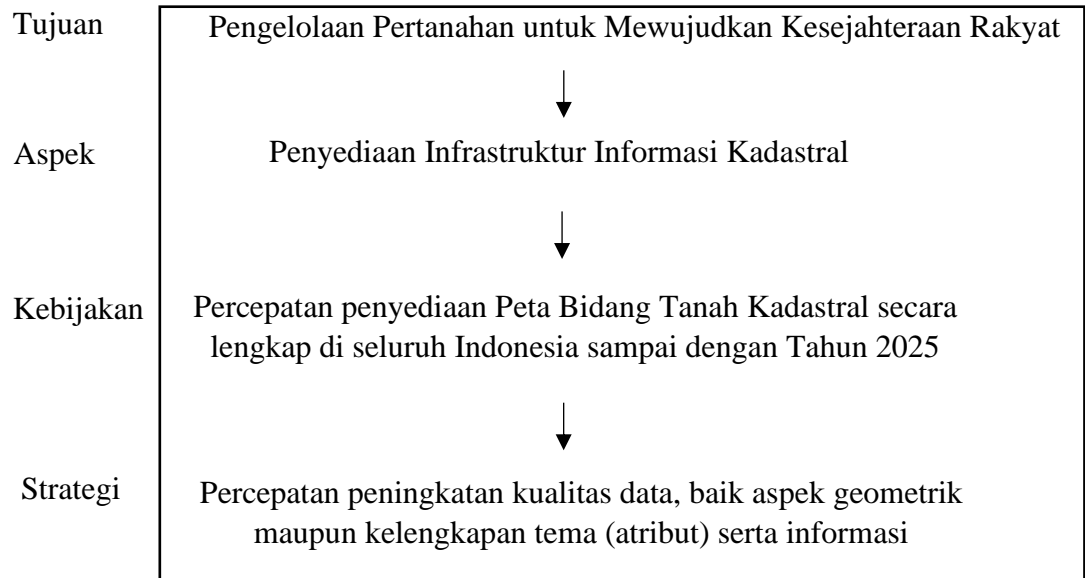 Tujuan Pengelolaan Pertanahan untuk Mewujudkan Kesejahteraan Rakyat
Aspek Penyediaan Infrastruktur Informasi Kadastral
Kebijakan Percepatan penyediaan Peta Bidang Tanah Kadastral secara
lengkap di seluruh Indonesia sampai dengan Tahun 2025
Strategi Percepatan peningkatan kualitas data, baik aspek geometrik
maupun kelengkapan tema (atribut) serta informasi